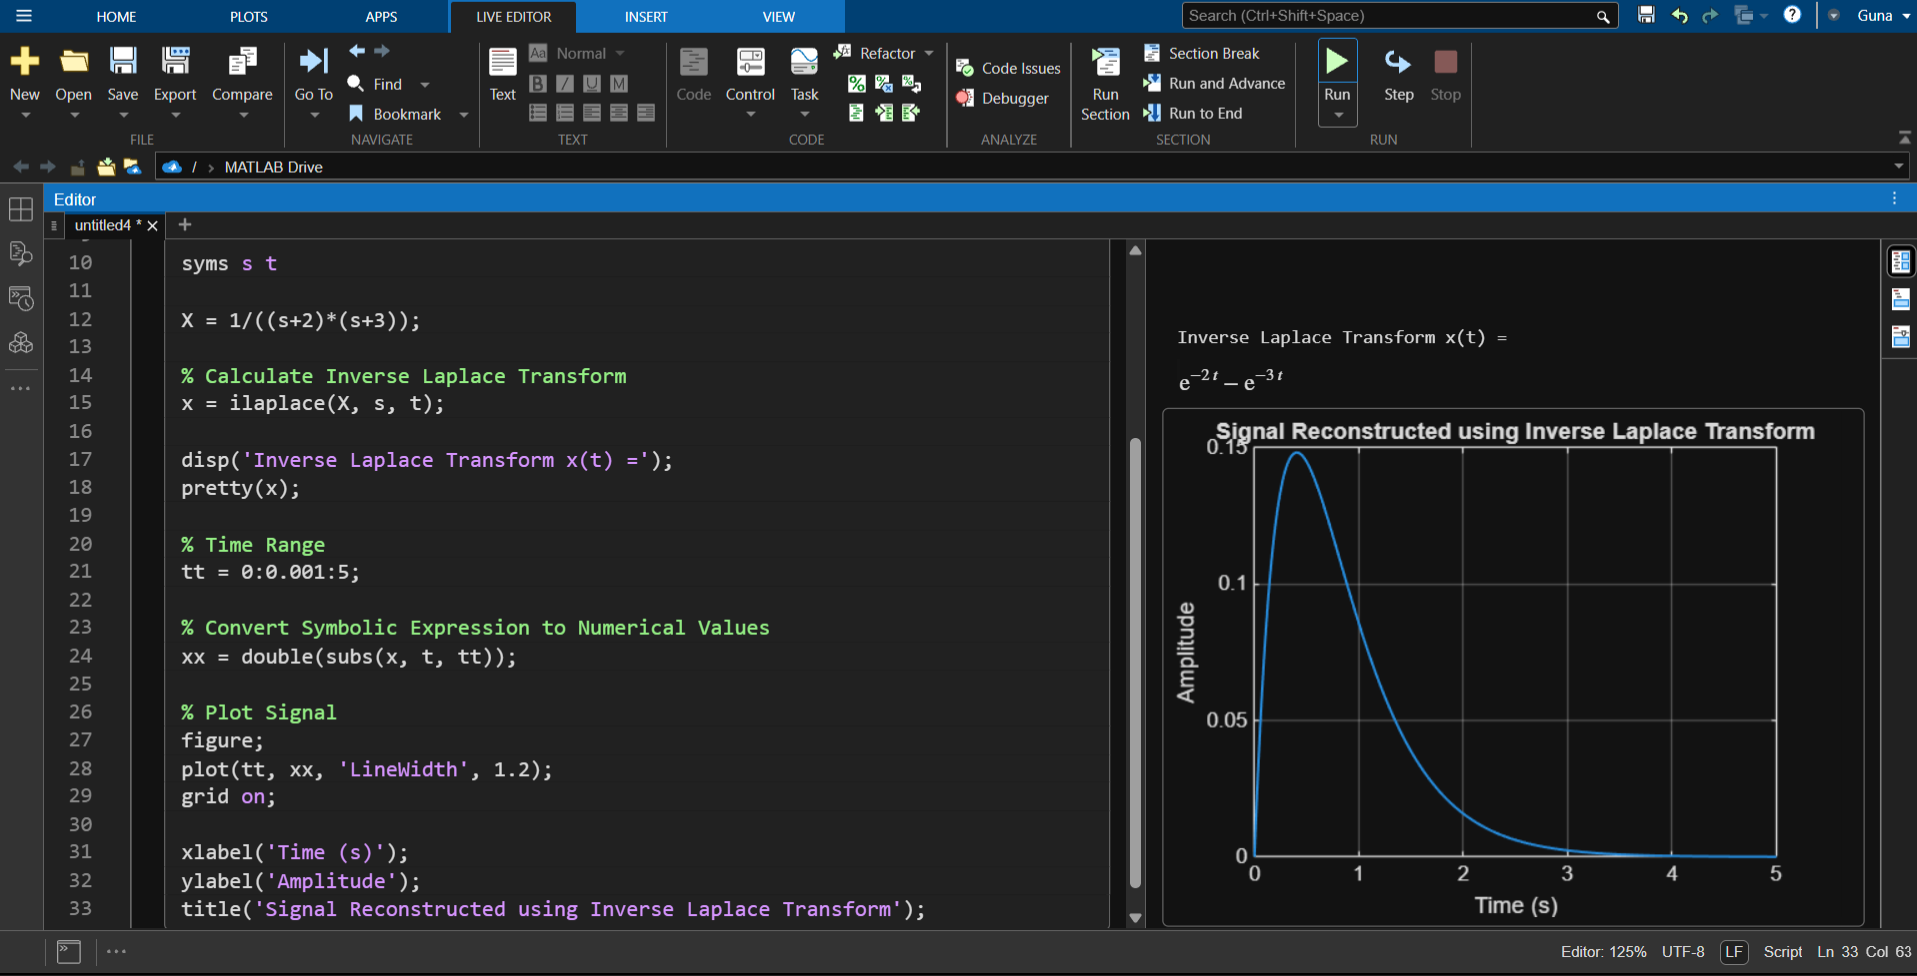 HOME PLOTS APPS LIVE EDITOR INSERT VIEW Search (Ctrl+Shift+Space) Guna
New Open Save Export Compare
FILE
Go To Find Bookmark
NAVIGATE
Text Aa Normal
B I U M
TEXT
Code Control Task Refactor
CODE
Code Issues
Debugger
ANALYZE
Run Section
Section Break
Run and Advance
Run to End
SECTION
Run Step Stop
RUN
/ › MATLAB Drive
Editor
untitled4 * × +
10 syms s t
11
12 X = 1/((s+2)*(s+3));
13
14 % Calculate Inverse Laplace Transform
15 x = ilaplace(X, s, t);
16
17 disp('Inverse Laplace Transform x(t) =');
18 pretty(x);
19
20 % Time Range
21 tt = 0:0.001:5;
22
23 % Convert Symbolic Expression to Numerical Values
24 xx = double(subs(x, t, tt));
25
26 % Plot Signal
27 figure;
28 plot(tt, xx, 'LineWidth', 1.2);
29 grid on;
30
31 xlabel('Time (s)');
32 ylabel('Amplitude');
33 title('Signal Reconstructed using Inverse Laplace Transform');
Inverse Laplace Transform x(t) =
e^−2 t − e^−3 t
Signal Reconstructed using Inverse Laplace Transform
0.15
0.1
0.05
0
Amplitude
0 1 2 3 4 5
Time (s)
Editor: 125% UTF-8 LF Script Ln 33 Col 63